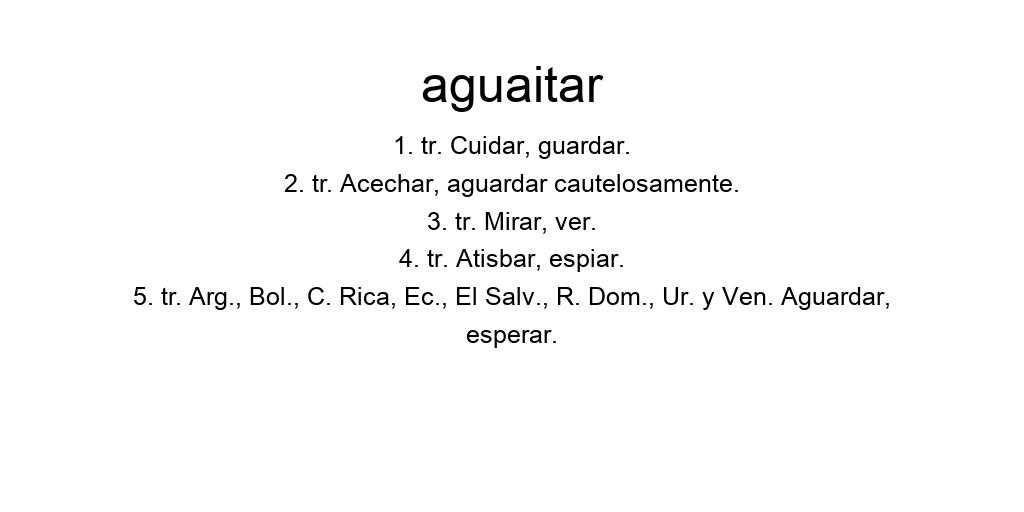 aguaitar
1. tr. Cuidar, guardar.
2. tr. Acechar, aguardar cautelosamente.
3. tr. Mirar, ver.
4. tr. Atisbar, espiar.
5. tr. Arg., Bol., C. Rica, Ec., El Salv., R. Dom., Ur. y Ven. Aguardar,
esperar.